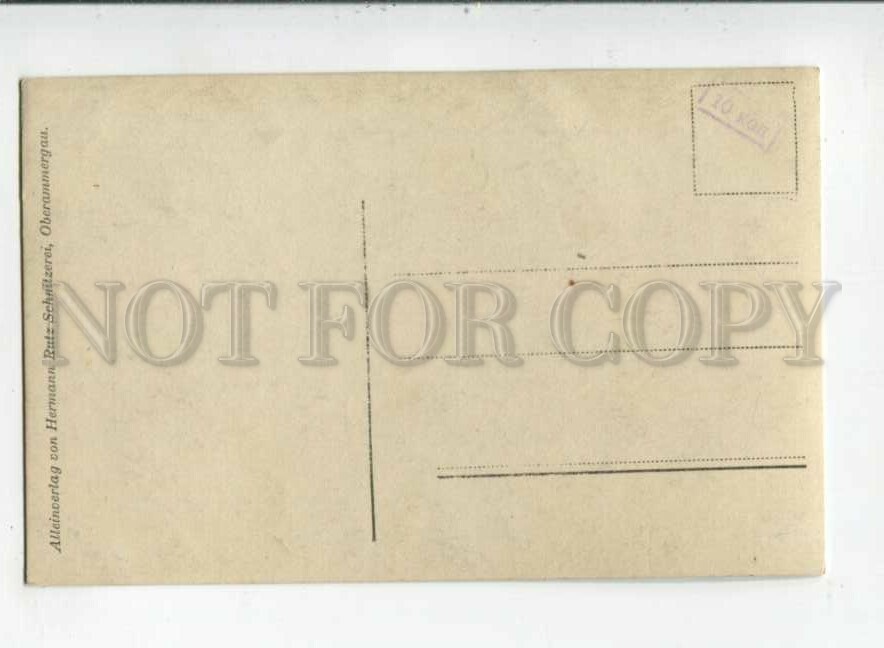 10 коп
Alleinverlag von Hermann Rutz Schnitzerei, Oberammergau.
NOT FOR COPY